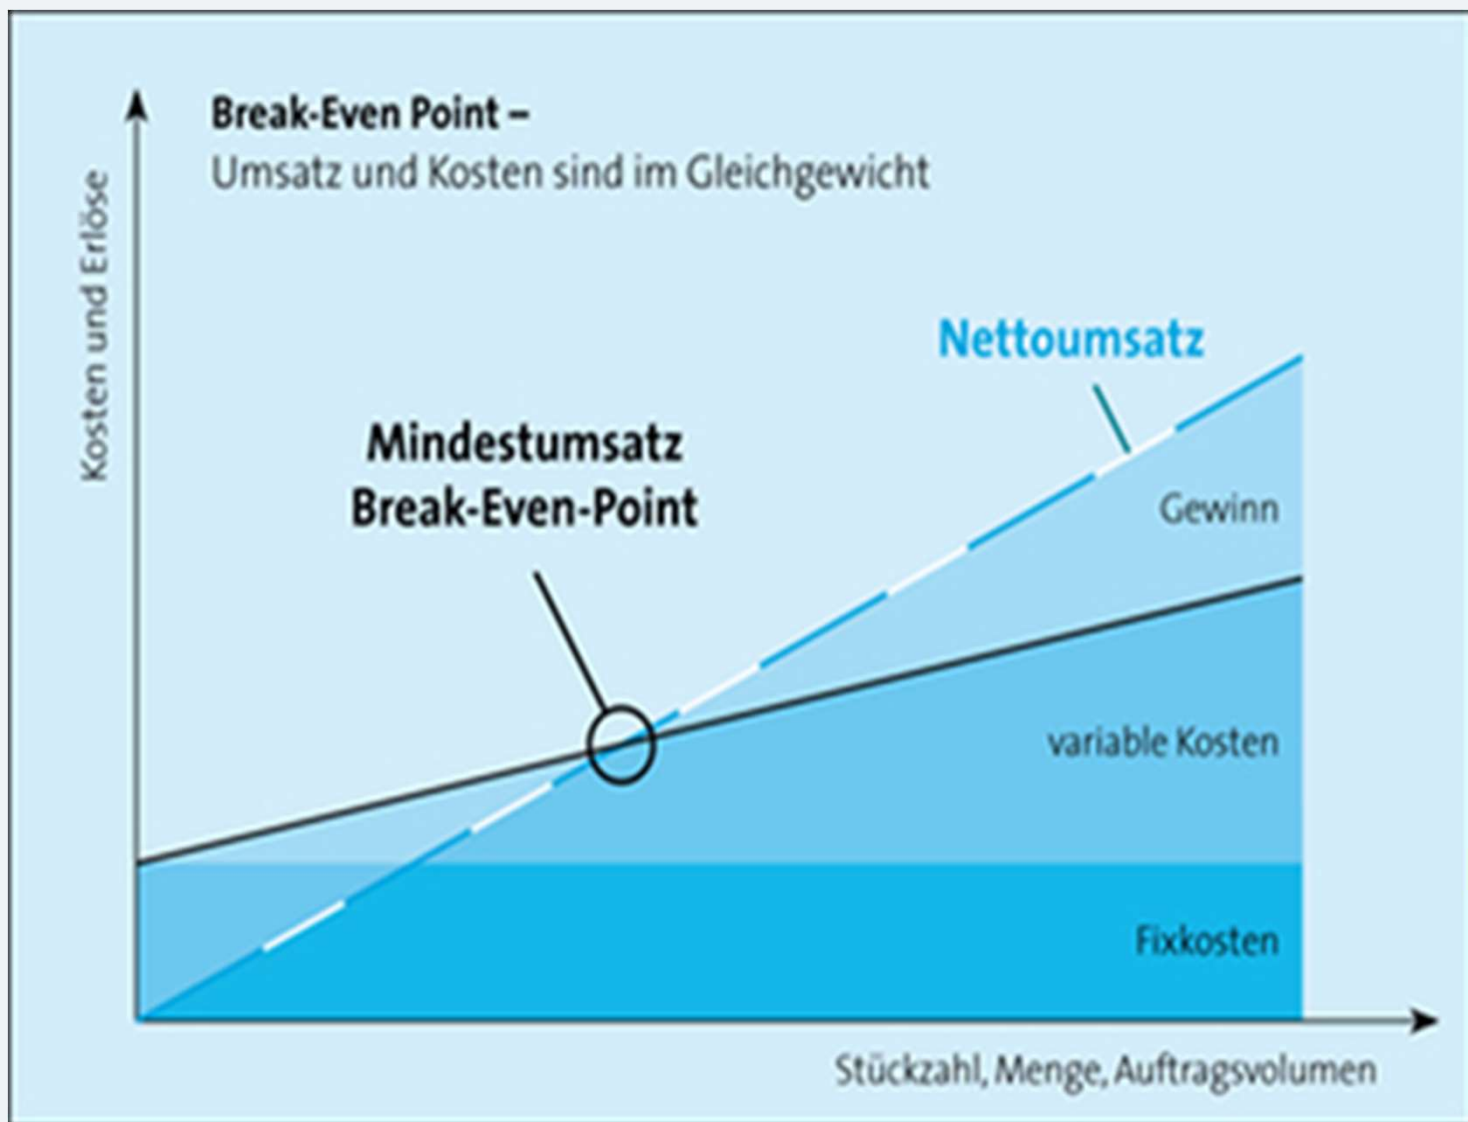 Break-Even Point –
Umsatz und Kosten sind im Gleichgewicht
Kosten und Erlöse
Nettoumsatz
Mindestumsatz
Break-Even-Point
Gewinn
variable Kosten
Fixkosten
Stückzahl, Menge, Auftragsvolumen